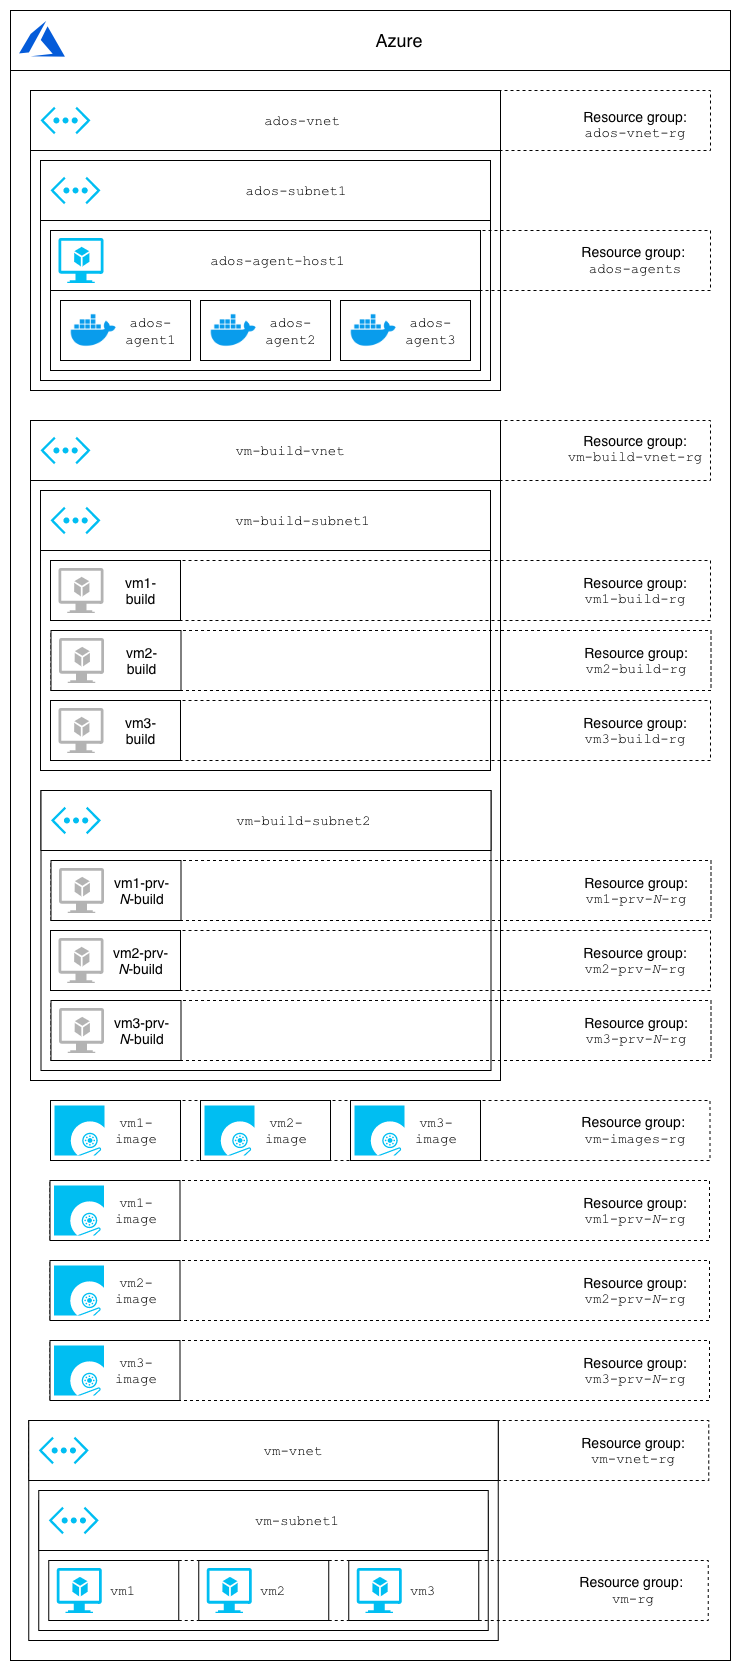 Azure
ados-vnet
Resource group:
ados-vnet-rg
ados-subnet1
ados-agent-host1
Resource group:
ados-agents
ados-
agent1
ados-
agent2
ados-
agent3
vm-build-vnet
Resource group:
vm-build-vnet-rg
vm-build-subnet1
vm1-
build
Resource group:
vm1-build-rg
vm2-
build
Resource group:
vm2-build-rg
vm3-
build
Resource group:
vm3-build-rg
vm-build-subnet2
vm1-prv-
N-build
Resource group:
vm1-prv-N-rg
vm2-prv-
N-build
Resource group:
vm2-prv-N-rg
vm3-prv-
N-build
Resource group:
vm3-prv-N-rg
vm1-
image
vm2-
image
vm3-
image
Resource group:
vm-images-rg
vm1-
image
Resource group:
vm1-prv-N-rg
vm2-
image
Resource group:
vm2-prv-N-rg
vm3-
image
Resource group:
vm3-prv-N-rg
vm-vnet
Resource group:
vm-vnet-rg
vm-subnet1
vm1
vm2
vm3
Resource group:
vm-rg